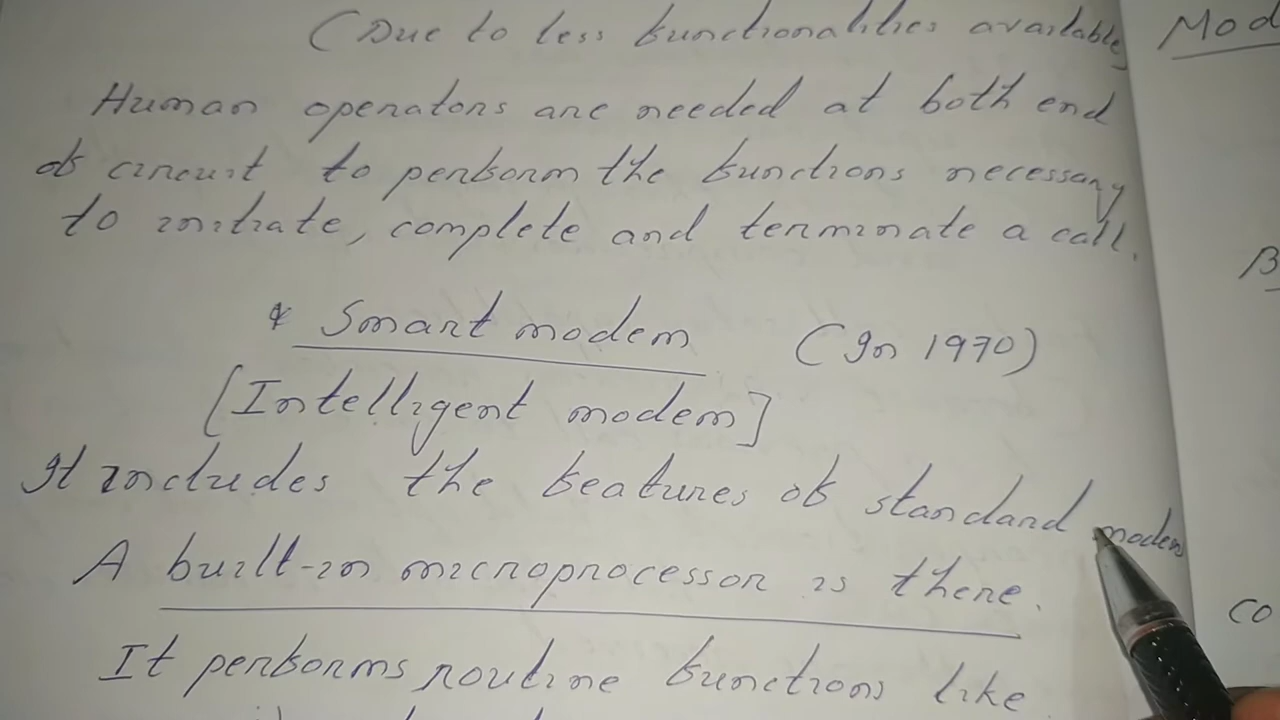 (Due to less functionalities available) Mod
Human operators are needed at both end
of circuit to perform the functions necessary
to initiate, complete and terminate a call.
* Smart modem (In 1970)
[Intelligent modem]
It includes the features of standard modem
A built-in microprocessor is there.
It performs routine functions like
B
co